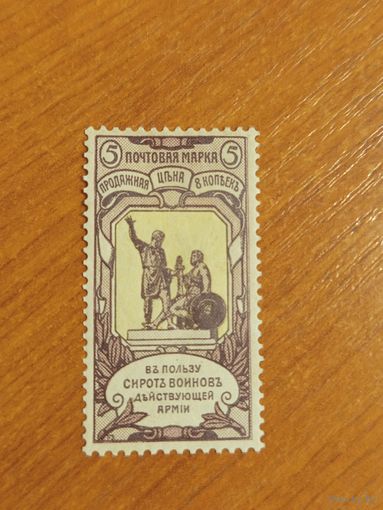 5 ПОЧТОВАЯ МАРКА 5
ПРОДАЖНАЯ ЦѢНА 8 КОПѢЕКЪ
ВЪ ПОЛЬЗУ
СИРОТЪ ВОИНОВЪ
ДѢЙСТВУЮЩЕЙ
АРМІИ